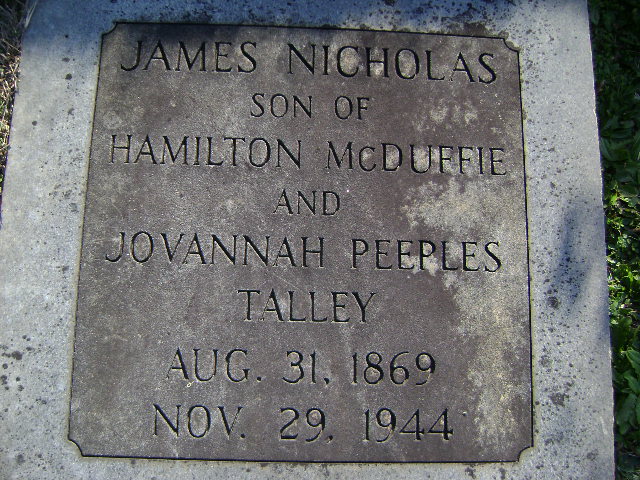 JAMES NICHOLAS
SON OF
HAMILTON McDUFFIE
AND
JOVANNAH PEEPLES
TALLEY
AUG. 31, 1869
NOV. 29, 1944